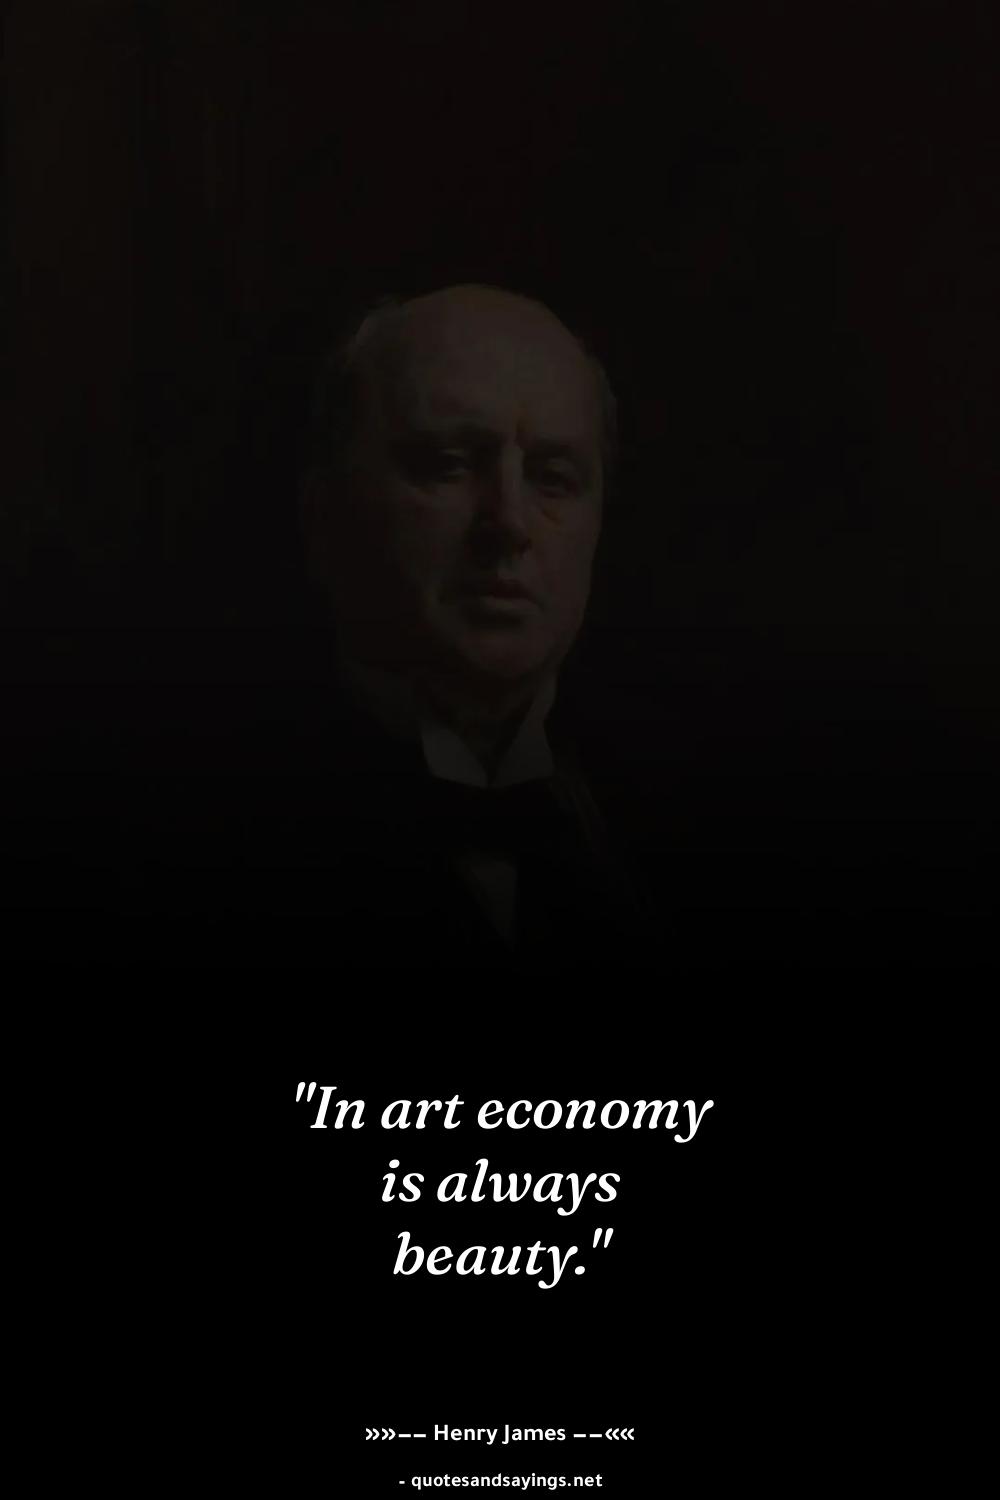 "In art economy
is always
beauty."
»»−− Henry James −−««
- quotesandsayings.net